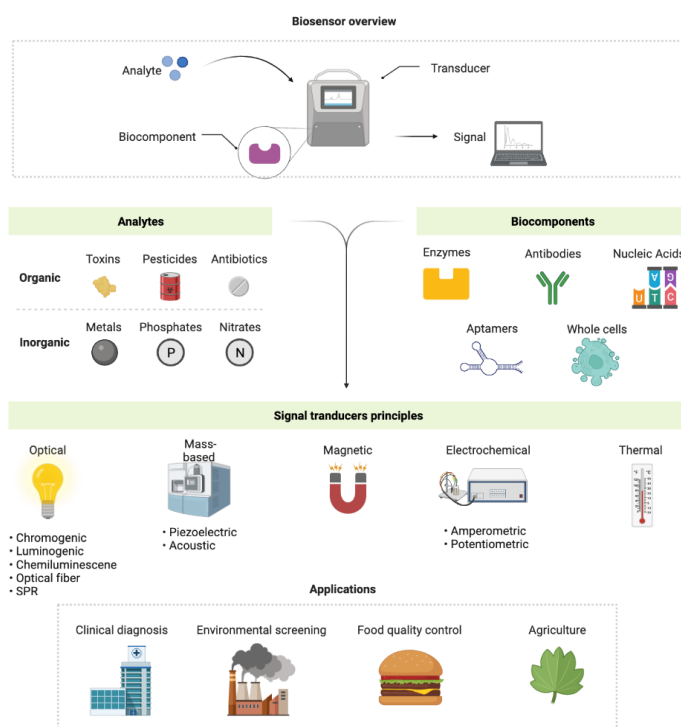 Biosensor overview
Analyte
Transducer
Biocomponent
Signal
Analytes
Biocomponents
Toxins Pesticides Antibiotics
Organic
Metals Phosphates Nitrates
Inorganic
P N
Enzymes Antibodies Nucleic Acids
A G
U T C
Aptamers Whole cells
Signal tranducers principles
Optical
Mass-
based
Magnetic
Electrochemical
Thermal
°F °C
• Chromogenic
• Luminogenic
• Chemiluminescene
• Optical fiber
• SPR
• Piezoelectric
• Acoustic
• Amperometric
• Potentiometric
Applications
Clinical diagnosis Environmental screening Food quality control Agriculture